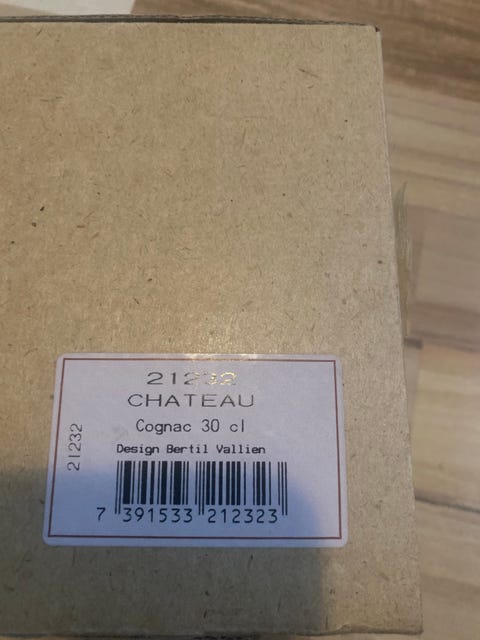 21232
CHATEAU
Cognac 30 cl
Design Bertil Vallien
21232
7 391533 212323